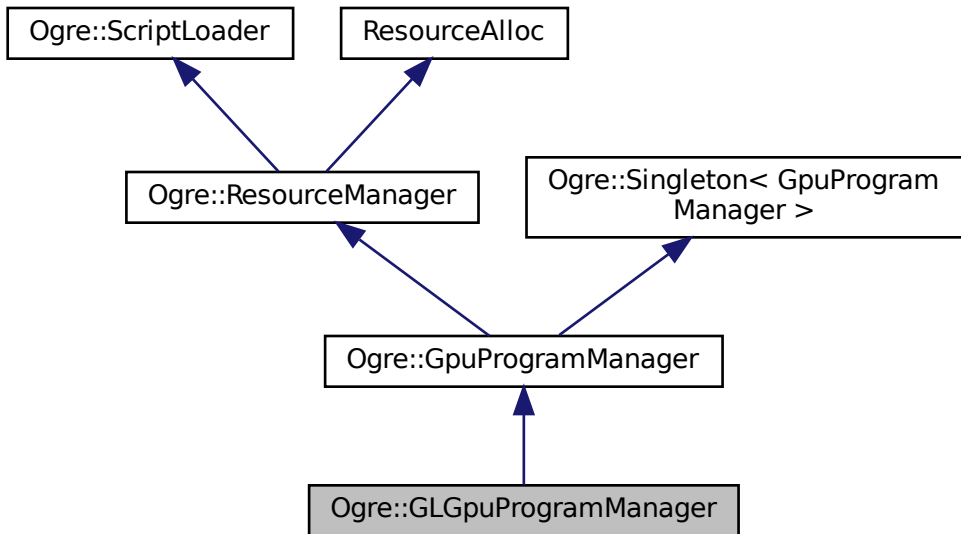 Ogre::ScriptLoader
ResourceAlloc
Ogre::ResourceManager
Ogre::Singleton< GpuProgram
Manager >
Ogre::GpuProgramManager
Ogre::GLGpuProgramManager